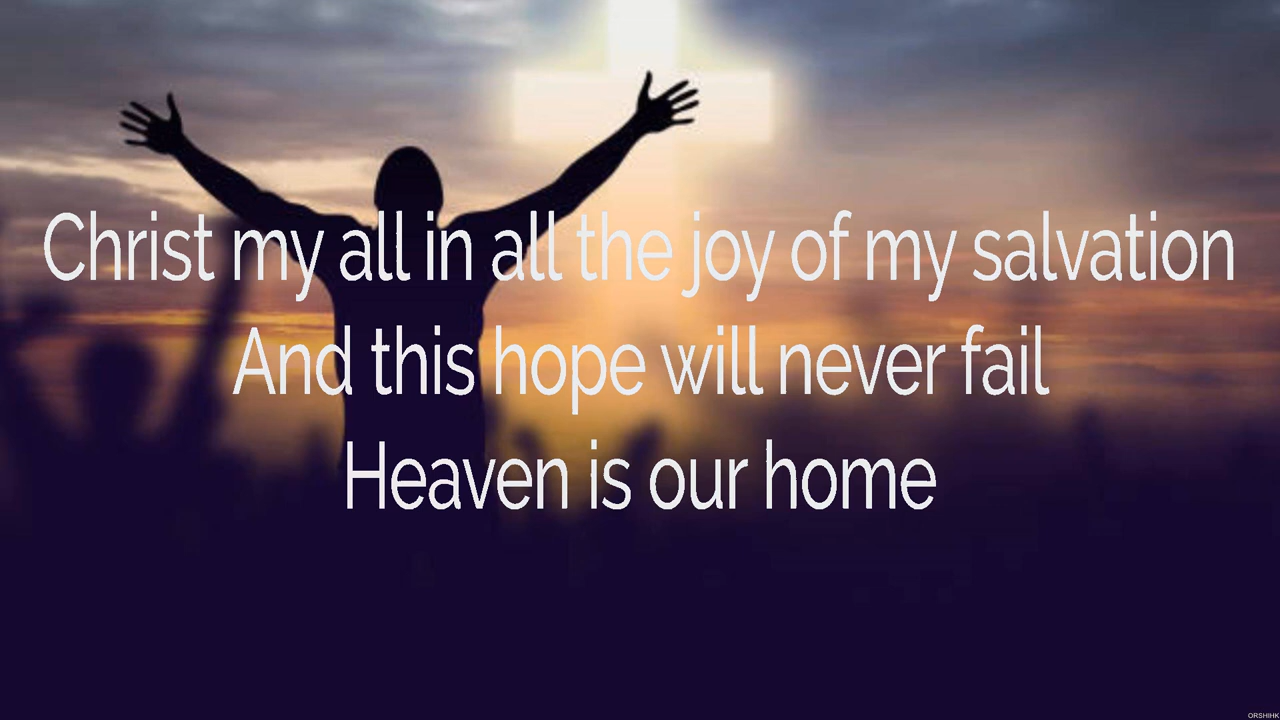 Christ my all in all the joy of my salvation
And this hope will never fail
Heaven is our home
ORSHIHK